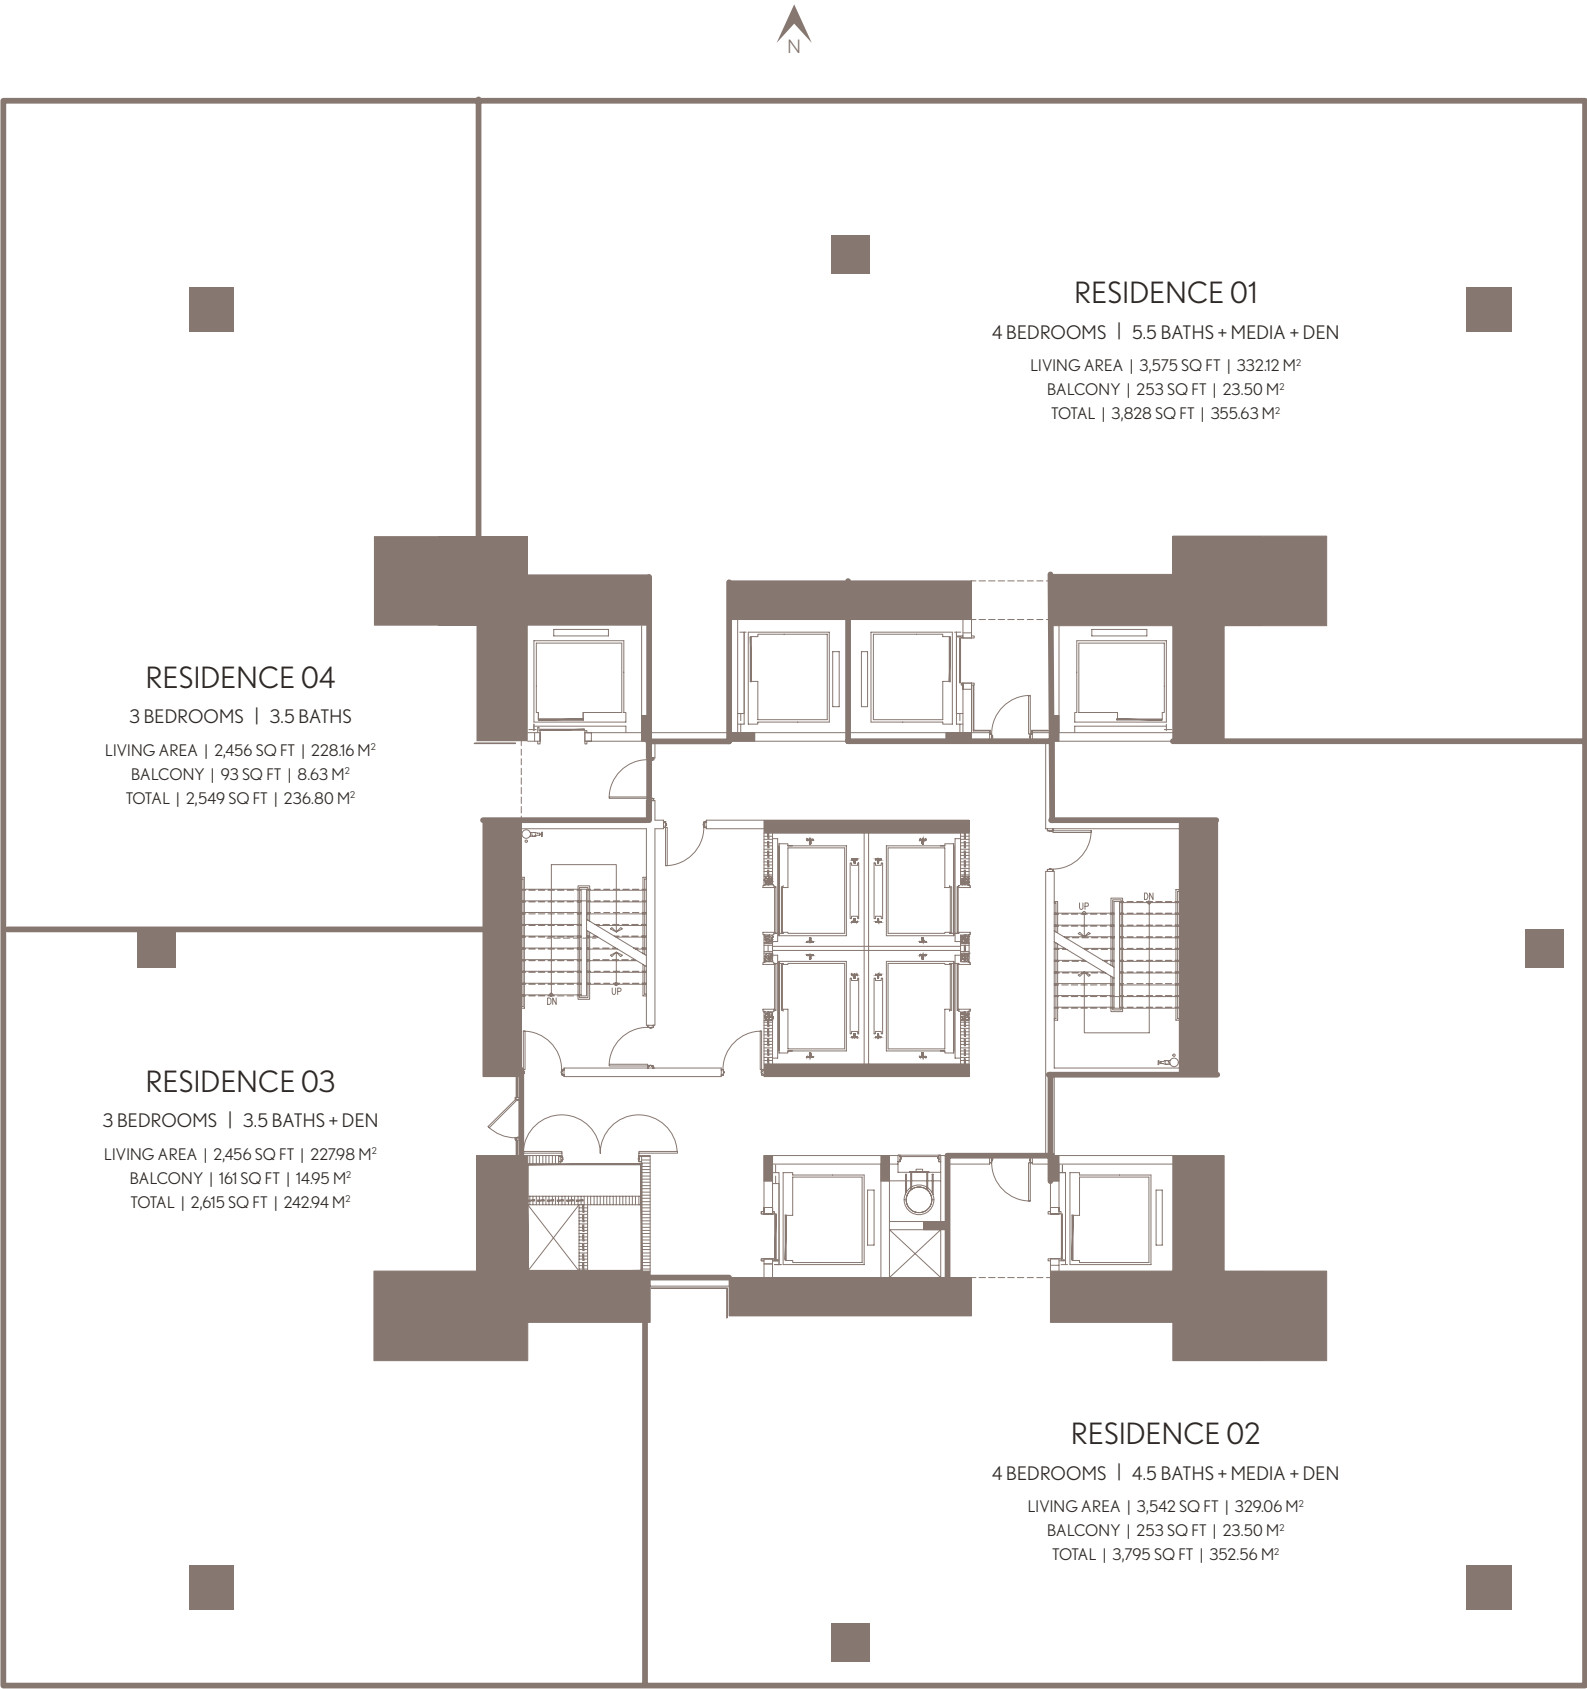 N
RESIDENCE 01
4 BEDROOMS | 5.5 BATHS + MEDIA + DEN
LIVING AREA | 3,575 SQ FT | 332.12 M²
BALCONY | 253 SQ FT | 23.50 M²
TOTAL | 3,828 SQ FT | 355.63 M²
RESIDENCE 04
3 BEDROOMS | 3.5 BATHS
LIVING AREA | 2,456 SQ FT | 228.16 M²
BALCONY | 93 SQ FT | 8.63 M²
TOTAL | 2,549 SQ FT | 236.80 M²
UP
DN
DN
UP
RESIDENCE 03
3 BEDROOMS | 3.5 BATHS + DEN
LIVING AREA | 2,456 SQ FT | 227.98 M²
BALCONY | 161 SQ FT | 14.95 M²
TOTAL | 2,615 SQ FT | 242.94 M²
RESIDENCE 02
4 BEDROOMS | 4.5 BATHS + MEDIA + DEN
LIVING AREA | 3,542 SQ FT | 329.06 M²
BALCONY | 253 SQ FT | 23.50 M²
TOTAL | 3,795 SQ FT | 352.56 M²